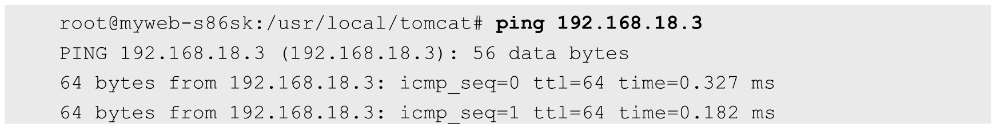 root@myweb-s86sk:/usr/local/tomcat# ping 192.168.18.3
PING 192.168.18.3 (192.168.18.3): 56 data bytes
64 bytes from 192.168.18.3: icmp_seq=0 ttl=64 time=0.327 ms
64 bytes from 192.168.18.3: icmp_seq=1 ttl=64 time=0.182 ms